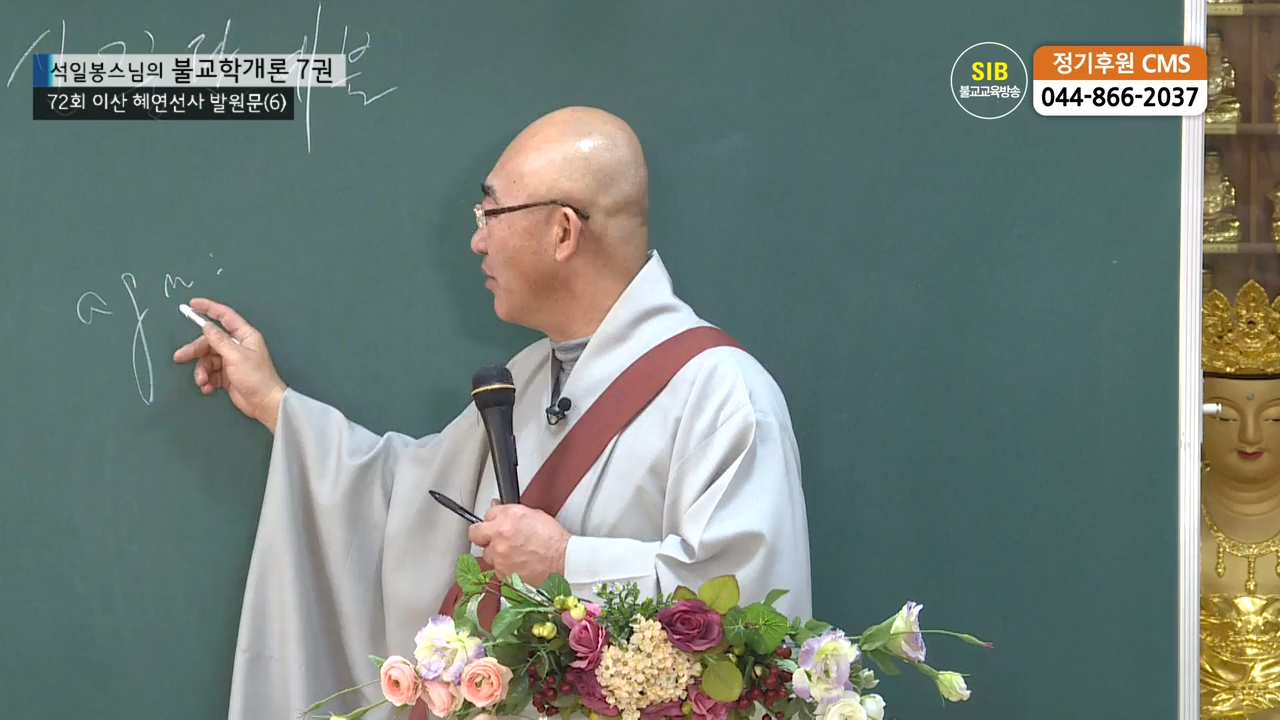 석일봉스님의 불교학개론 7권
72회 이산 혜연선사 발원문(6)
SIB
불교교육방송
정기후원 CMS
044-866-2037